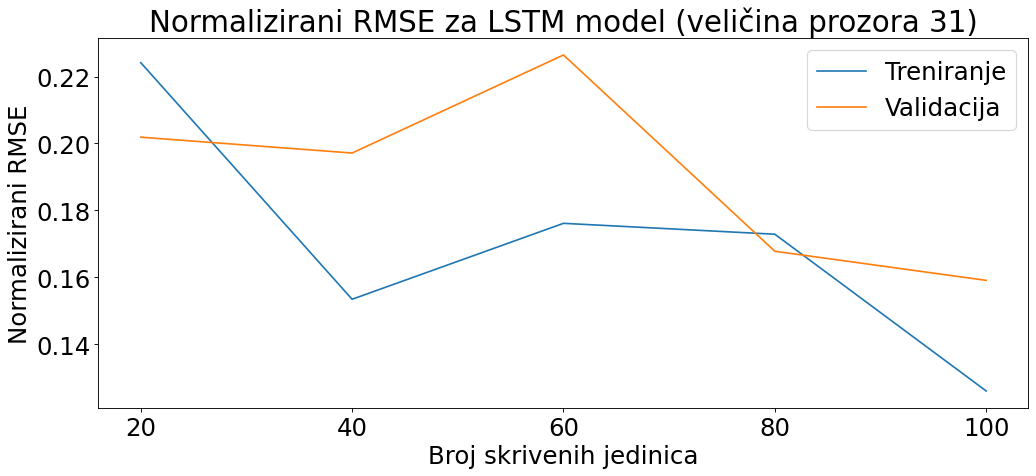 Normalizirani RMSE za LSTM model (veličina prozora 31)
Treniranje
Validacija
Normalizirani RMSE
0.22
0.20
0.18
0.16
0.14
20 40 60 80 100
Broj skrivenih jedinica